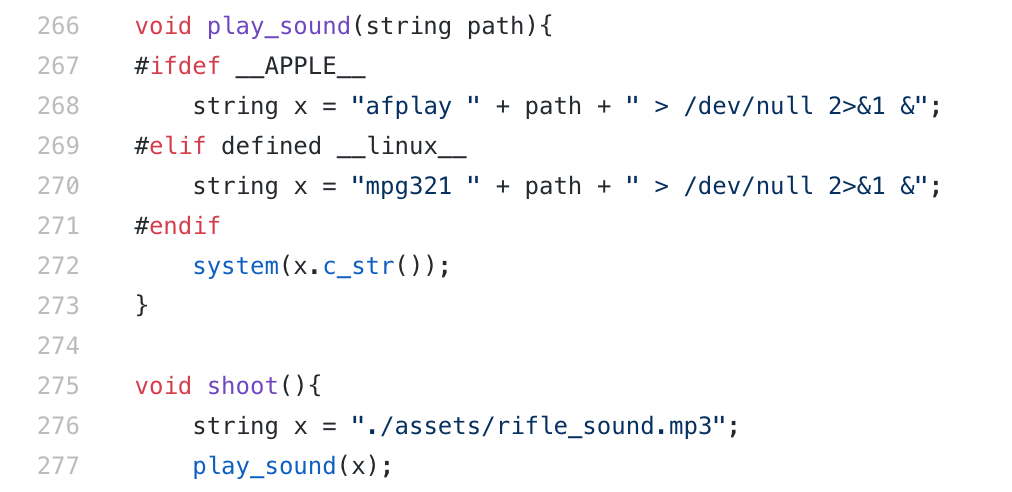 266 void play_sound(string path){
267 #ifdef __APPLE__
268     string x = "afplay " + path + " > /dev/null 2>&1 &";
269 #elif defined __linux__
270     string x = "mpg321 " + path + " > /dev/null 2>&1 &";
271 #endif
272     system(x.c_str());
273 }
274
275 void shoot(){
276     string x = "./assets/rifle_sound.mp3";
277     play_sound(x);